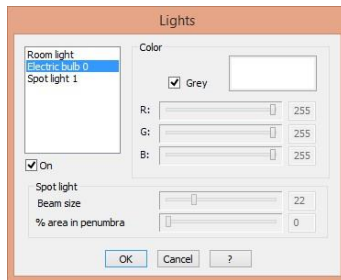 Lights
Room light
Electric bulb 0
Spot light 1
On
Color
Grey
R: 255
G: 255
B: 255
Spot light
Beam size 22
% area in penumbra 0
OK Cancel ?